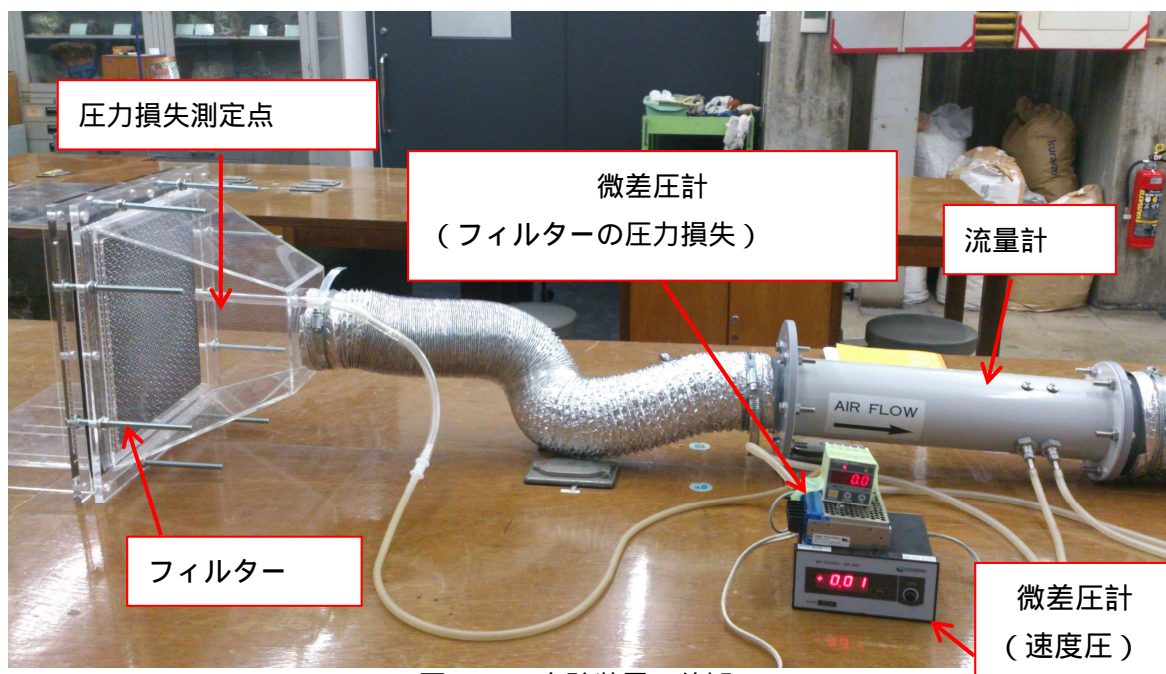 圧力損失測定点
微差圧計
（フィルターの圧力損失）
流量計
AIR FLOW
0.0
+0.01
フィルター
微差圧計
（速度圧）
YAMATO
kuraray